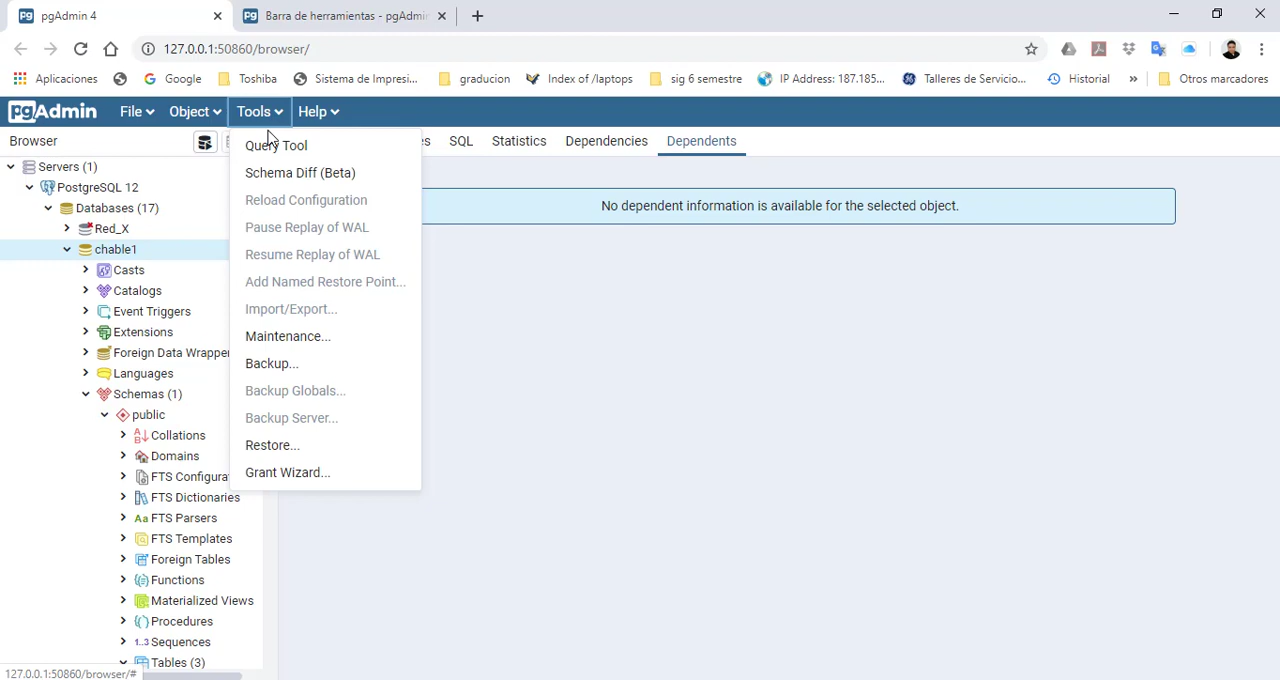 pgAdmin 4
Barra de herramientas - pgAdmin
127.0.0.1:50860/browser/
Aplicaciones
Google
Toshiba
Sistema de Impresi...
graducion
Index of /laptops
sig 6 semestre
IP Address: 187.185...
Talleres de Servicio...
Historial
»
Otros marcadores
pgAdmin
File
Object
Tools
Help
Browser
SQL
Statistics
Dependencies
Dependents
Servers (1)
PostgreSQL 12
Databases (17)
Red_X
chable1
Casts
Catalogs
Event Triggers
Extensions
Foreign Data Wrapper
Languages
Schemas (1)
public
Collations
Domains
FTS Configura
FTS Dictionaries
FTS Parsers
FTS Templates
Foreign Tables
Functions
Materialized Views
Procedures
Sequences
Tables (3)
Query Tool
Schema Diff (Beta)
Reload Configuration
Pause Replay of WAL
Resume Replay of WAL
Add Named Restore Point...
Import/Export...
Maintenance...
Backup...
Backup Globals...
Backup Server...
Restore...
Grant Wizard...
No dependent information is available for the selected object.
127.0.0.1:50860/browser/#